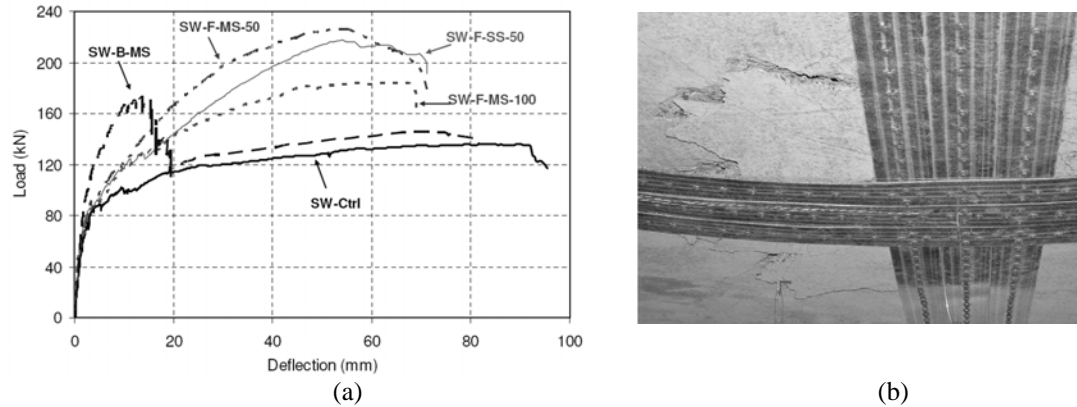 240
200
160
120
80
40
0
Load (kN)
SW-B-MS
SW-F-MS-50
SW-F-SS-50
SW-F-MS-100
SW-Ctrl
0 20 40 60 80 100
Deflection (mm)
(a) (b)